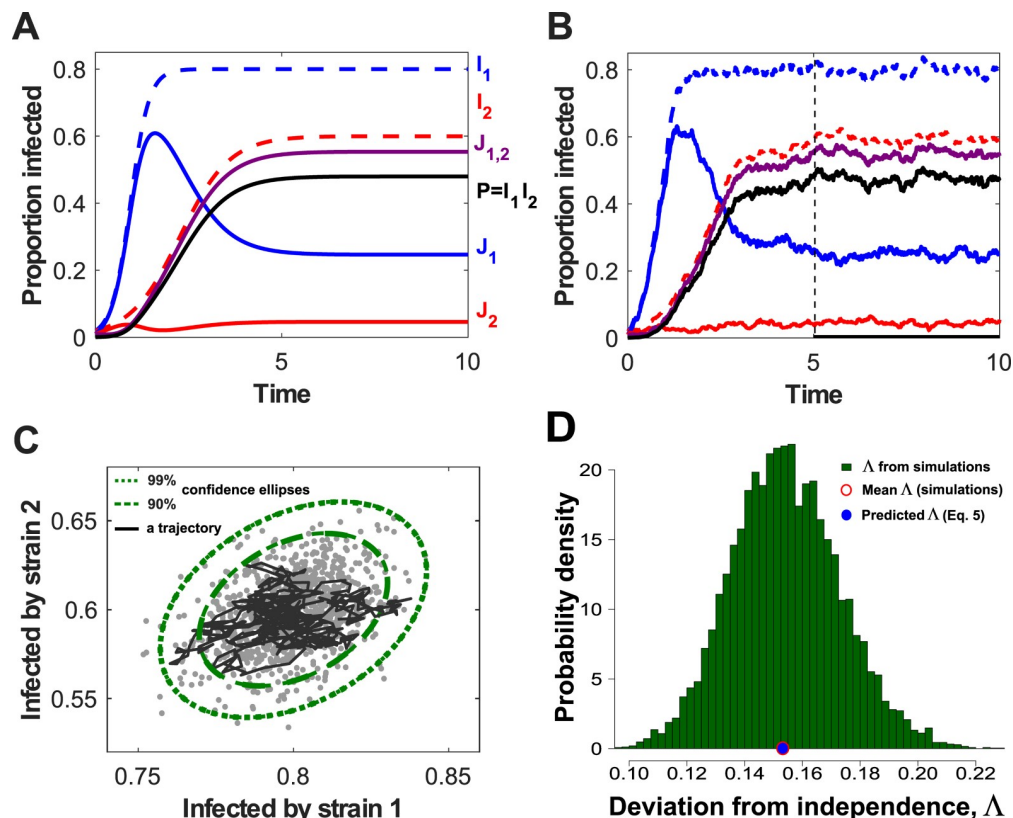 A
Proportion infected
0.8
0.6
0.4
0.2
0
0
5
10
Time
I1
I2
J1,2
P=I1 I2
J1
J2
B
Proportion infected
0.8
0.6
0.4
0.2
0
0
5
10
Time
C
99%
90%
confidence ellipses
a trajectory
Infected by strain 2
0.65
0.6
0.55
0.75
0.8
0.85
Infected by strain 1
D
Probability density
20
15
10
5
0
0.10
0.12
0.14
0.16
0.18
0.20
0.22
Λ from simulations
Mean Λ (simulations)
Predicted Λ (Eq. 5)
Deviation from independence, Λ